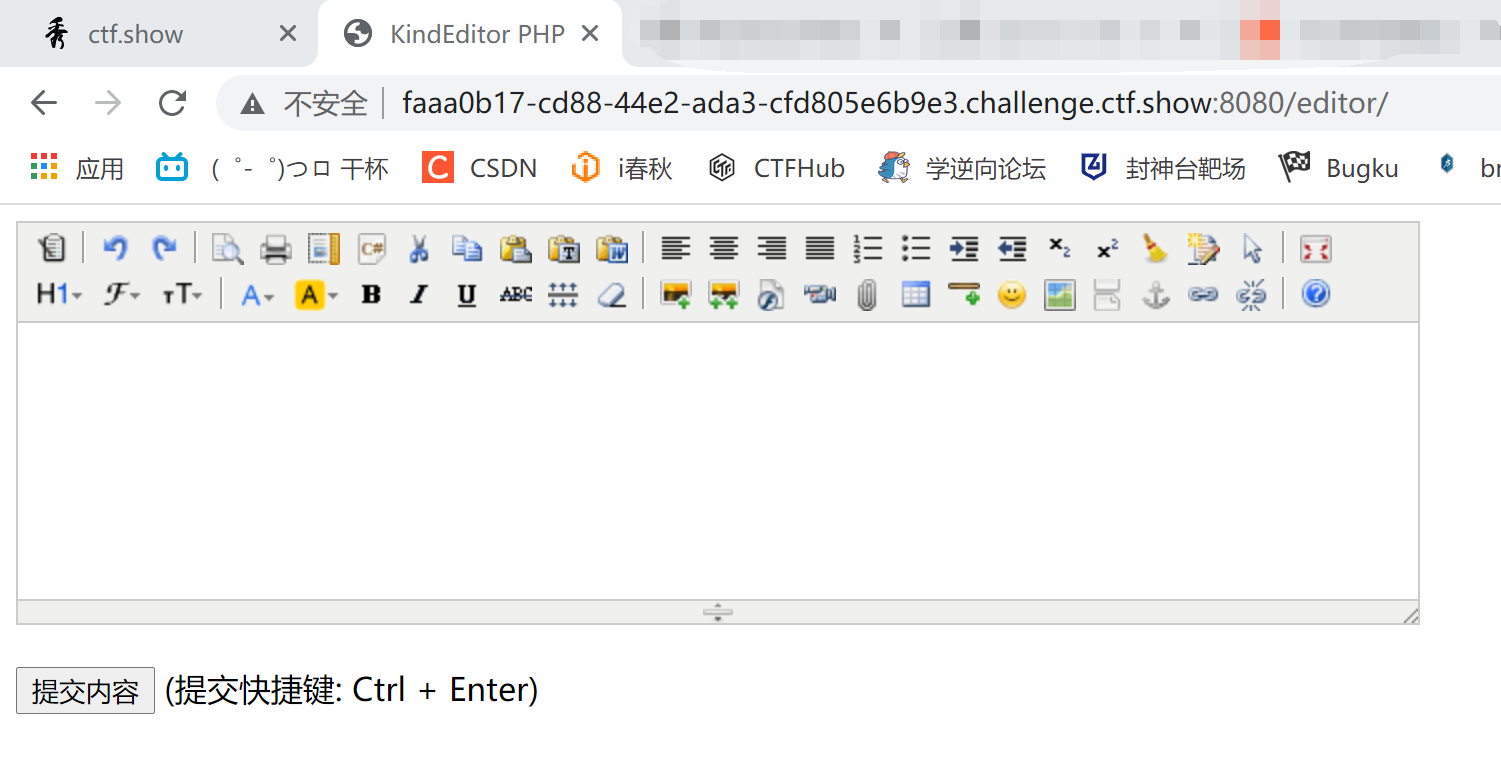 秀 ctf.show KindEditor PHP
不安全 faaa0b17-cd88-44e2-ada3-cfd805e6b9e3.challenge.ctf.show:8080/editor/
应用 ( ゜- ゜)つロ 干杯 CSDN i春秋 CTFHub 学逆向论坛 封神台靶场 Bugku br
H1 F TT A A B I U ABC
提交内容 (提交快捷键: Ctrl + Enter)